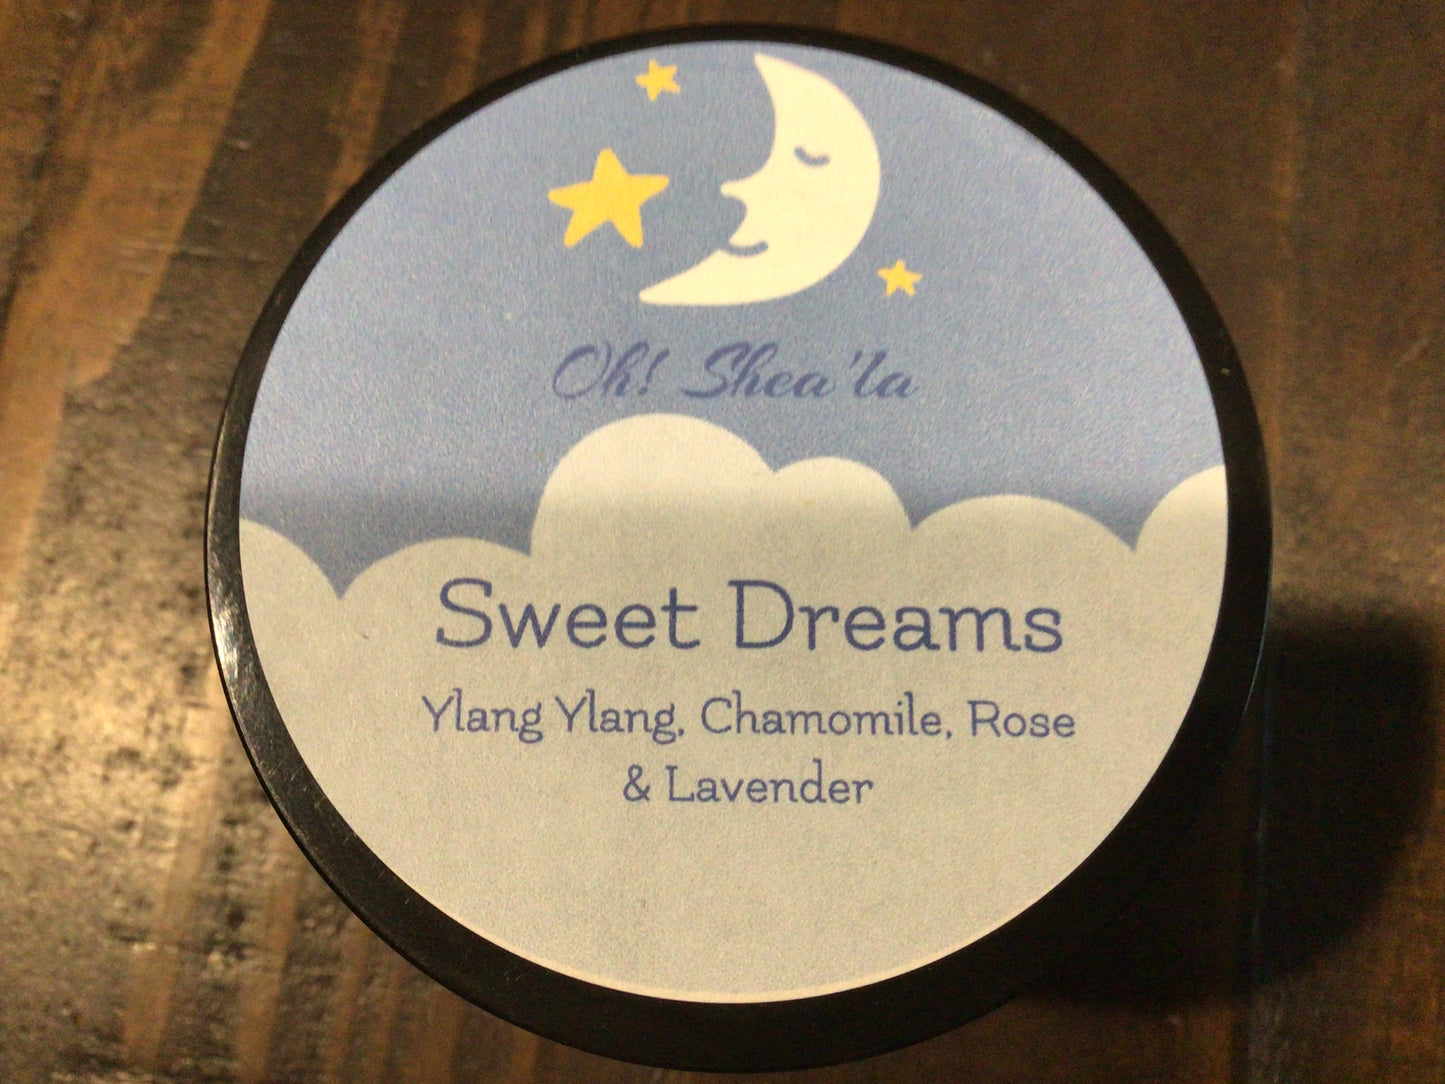 Oh! Shea'la
Sweet Dreams
Ylang Ylang, Chamomile, Rose
& Lavender